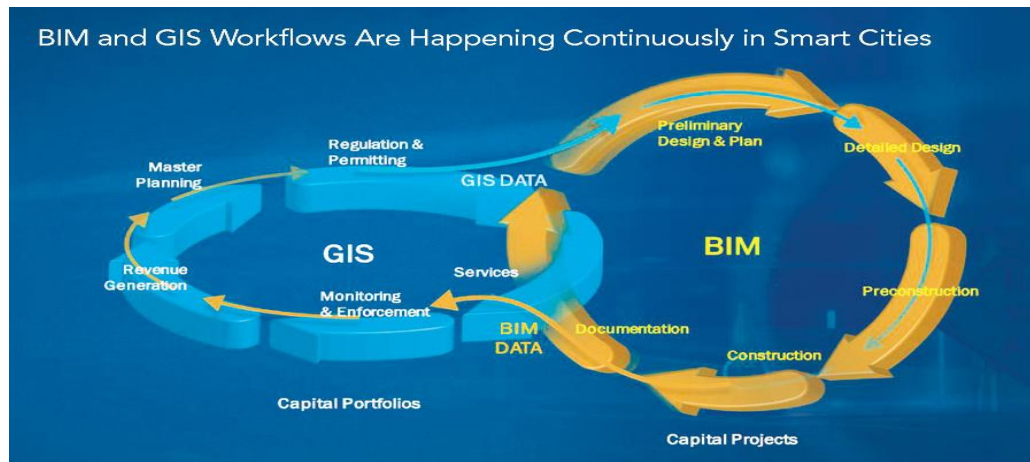 BIM and GIS Workflows Are Happening Continuously in Smart Cities
Regulation &
Permitting
Master
Planning
GIS DATA
Preliminary
Design & Plan
Detailed Design
GIS
BIM
Revenue
Generation
Services
Monitoring
& Enforcement
BIM
DATA
Documentation
Preconstruction
Construction
Capital Portfolios
Capital Projects